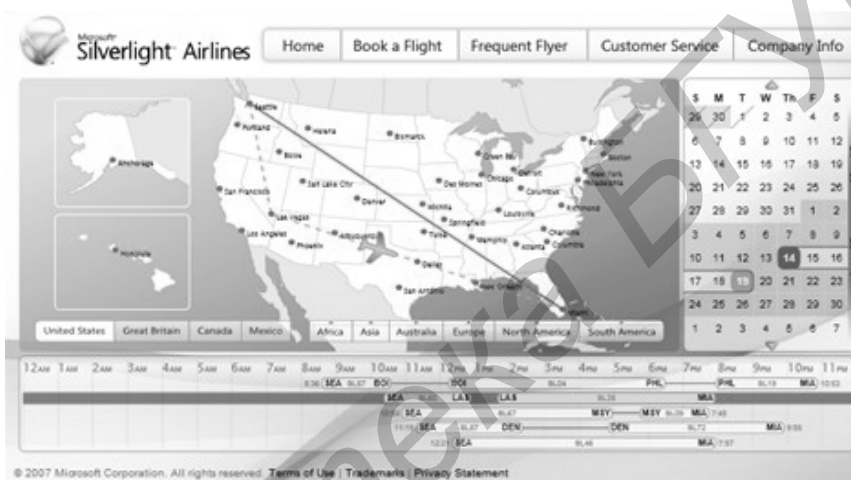 Microsoft
Silverlight Airlines
Home Book a Flight Frequent Flyer Customer Service Company Info
Seattle
Portland Helena Bismarck Burlington
Boise Green Bay Detroit Boston
Anchorage Salt Lake City Des Moines Chicago Columbus New York
San Francisco Denver Philadelphia
Las Vegas Wichita Springfield Louisville Richmond
Los Angeles Albuquerque Tulsa Memphis Charlotte
Honolulu Phoenix Dallas Atlanta Columbia
San Antonio New Orleans
Miami
S M T W Th F S
29 30 1 2 3 4 5
6 7 8 9 10 11 12
13 14 15 16 17 18 19
20 21 22 23 24 25 26
27 28 29 30 31 1 2
3 4 5 6 7 8 9
10 11 12 13 14 15 16
17 18 19 20 21 22 23
24 25 26 27 28 29 30
1 2 3 4 5 6 7
United States Great Britain Canada Mexico Africa Asia Australia Europe North America South America
12AM 1AM 2AM 3AM 4AM 5AM 6AM 7AM 8AM 9AM 10AM 11AM 12PM 1PM 2PM 3PM 4PM 5PM 6PM 7PM 8PM 9PM 10PM 11PM
SEA BOI BOI PHL PHL MIA
SEA LAS LAS MIA
SEA MSY MSY MIA
SEA DEN DEN MIA
SEA MIA
© 2007 Microsoft Corporation. All rights reserved. Terms of Use | Trademarks | Privacy Statement